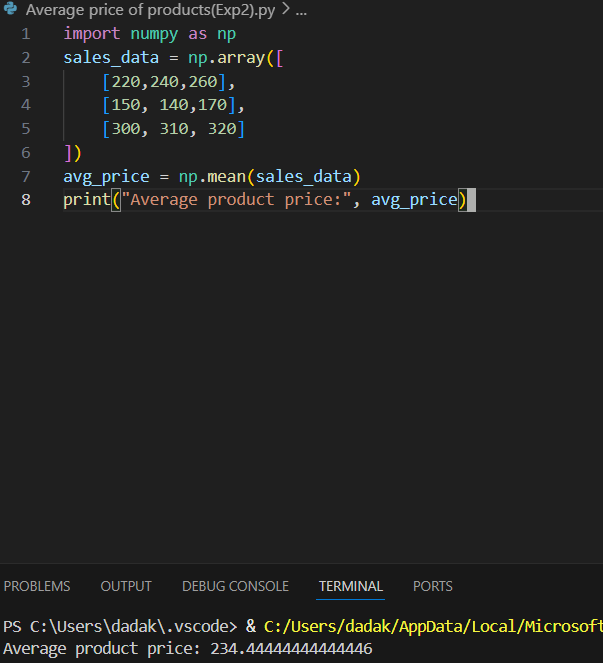 Average price of products(Exp2).py > ...
1 import numpy as np
2 sales_data = np.array([
3     [220,240,260],
4     [150, 140,170],
5     [300, 310, 320]
6 ])
7 avg_price = np.mean(sales_data)
8 print("Average product price:", avg_price)
PROBLEMS OUTPUT DEBUG CONSOLE TERMINAL PORTS
PS C:\Users\dadak\.vscode> & C:/Users/dadak/AppData/Local/Microsoft
Average product price: 234.44444444444446